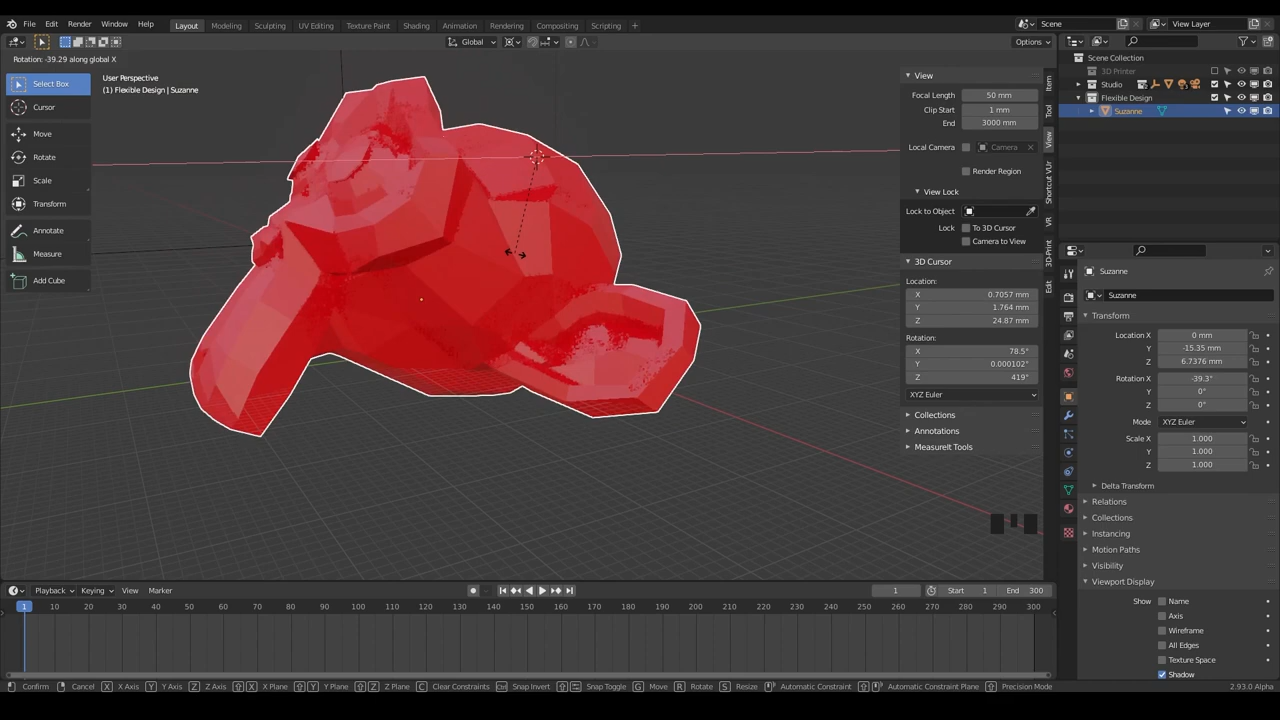 File Edit Render Window Help Layout Modeling Sculpting UV Editing Texture Paint Shading Animation Rendering Compositing Scripting + Scene View Layer
Global Options
Rotation: -39.29 along global X
User Perspective
(1) Flexible Design | Suzanne
Select Box
Cursor
Move
Rotate
Scale
Transform
Annotate
Measure
Add Cube
View
Focal Length 50 mm
Clip Start 1 mm
End 3000 mm
Local Camera Camera
Render Region
View Lock
Lock to Object
Lock To 3D Cursor
Camera to View
3D Cursor
Location:
X 0.7057 mm
Y 1.764 mm
Z 24.87 mm
Rotation:
X 78.5°
Y 0.000102°
Z 419°
XYZ Euler
Collections
Annotations
MeasureIt Tools
Item
Tool
View
Shortcut VUr
VR
3D-Print
Edit
Scene Collection
3D Printer
Studio
Flexible Design
Suzanne
Suzanne
Suzanne
Transform
Location X 0 mm
Y -15.35 mm
Z 6.7376 mm
Rotation X -39.3°
Y 0°
Z 0°
Mode XYZ Euler
Scale X 1.000
Y 1.000
Z 1.000
Delta Transform
Relations
Collections
Instancing
Motion Paths
Visibility
Viewport Display
Show Name
Axis
Wireframe
All Edges
Texture Space
Shadow
Playback Keying View Marker 1 Start 1 End 300
1 10 20 30 40 50 60 70 80 90 100 110 120 130 140 150 160 170 180 190 200 210 220 230 240 250 260 270 280 290 300
Confirm Cancel X X Axis Y Y Axis Z Z Axis X X Plane Y Y Plane Z Z Plane C Clear Constraints Ctrl Snap Invert Snap Toggle G Move R Rotate S Resize Automatic Constraint Automatic Constraint Plane Precision Mode 2.93.0 Alpha